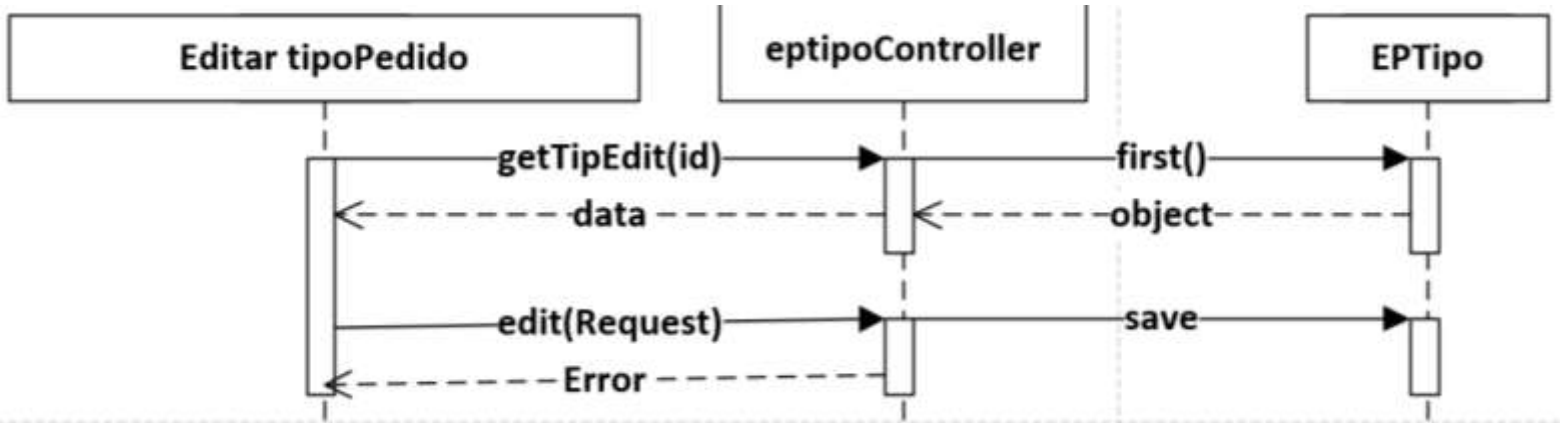 Editar tipoPedido
eptipoController
EPTipo
getTipEdit(id)
first()
data
object
edit(Request)
save
Error